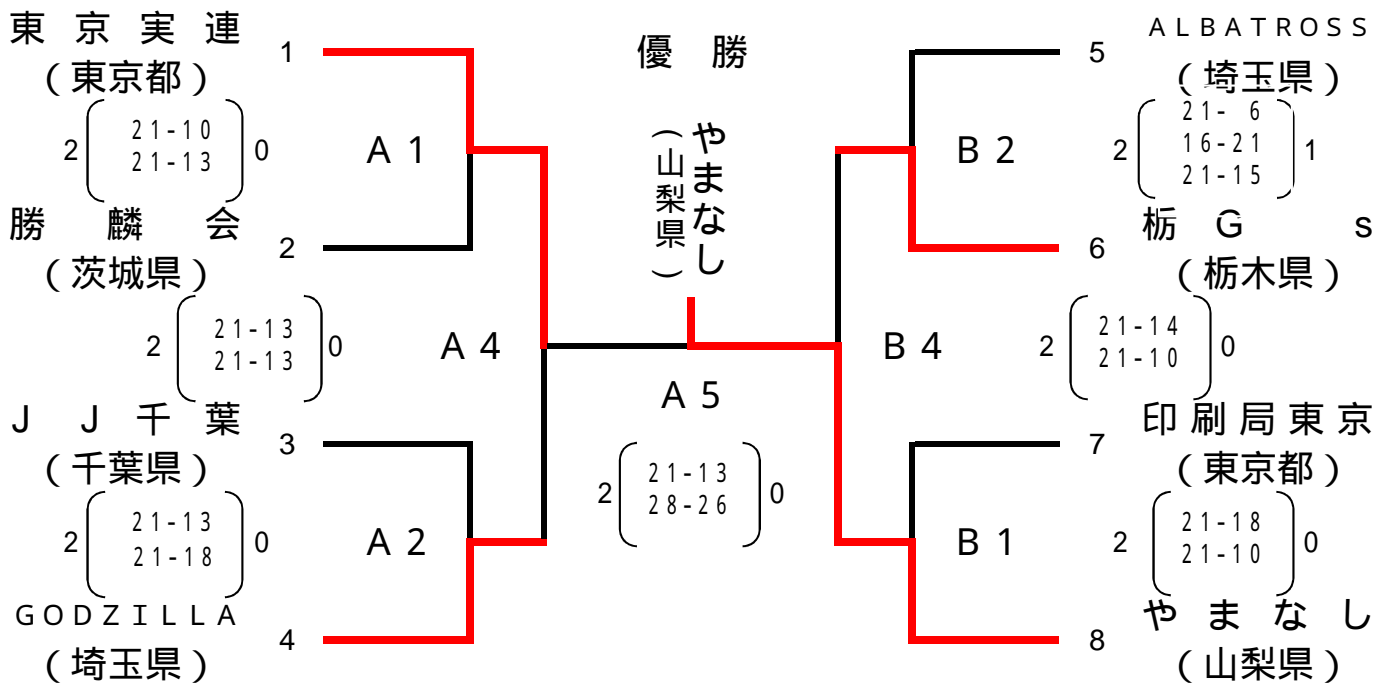 東京実連
(東京都)
1
2
21-10
21-13
0
A1
勝麟会
(茨城県)
2
2
21-13
21-13
0
A4
JJ千葉
(千葉県)
3
2
21-13
21-18
0
A2
GODZILLA
(埼玉県)
4
優勝
やまなし
(山梨県)
A5
2
21-13
28-26
0
5
ALBATROSS
(埼玉県)
B2
2
21- 6
16-21
21-15
1
6
栃Gs
(栃木県)
B4
2
21-14
21-10
0
7
印刷局東京
(東京都)
B1
2
21-18
21-10
0
8
やまなし
(山梨県)